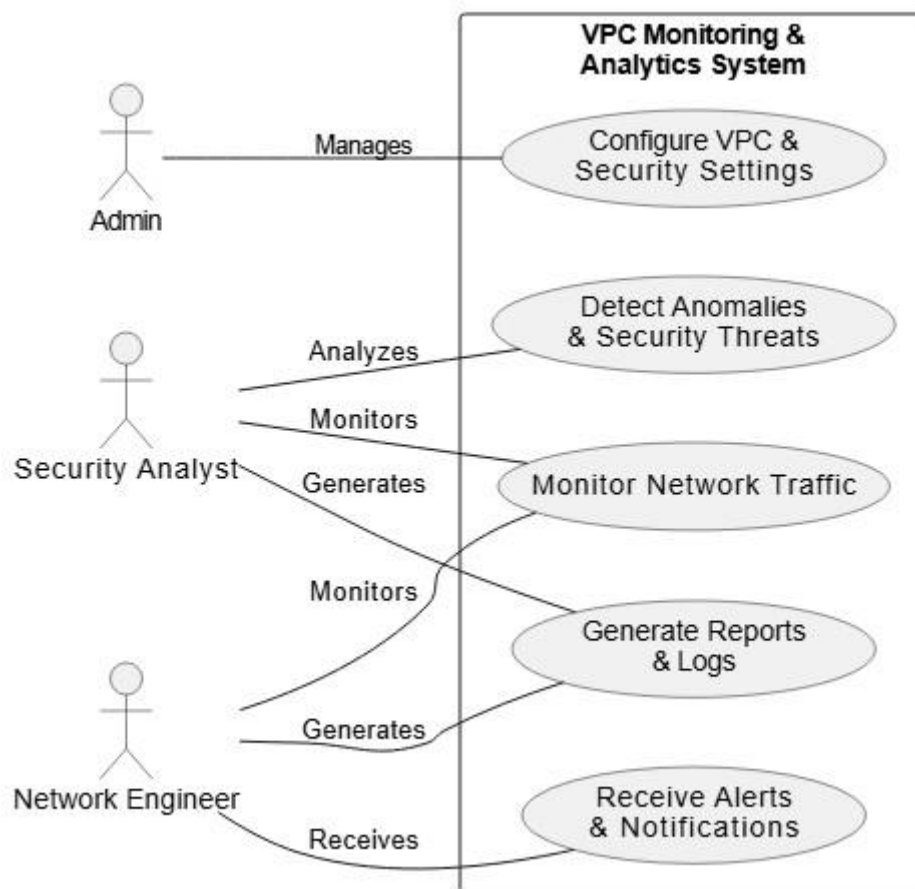 VPC Monitoring &
Analytics System
Manages
Configure VPC &
Security Settings
Admin
Detect Anomalies
& Security Threats
Analyzes
Monitors
Security Analyst
Generates
Monitor Network Traffic
Monitors
Generate Reports
& Logs
Generates
Network Engineer
Receive Alerts
& Notifications
Receives